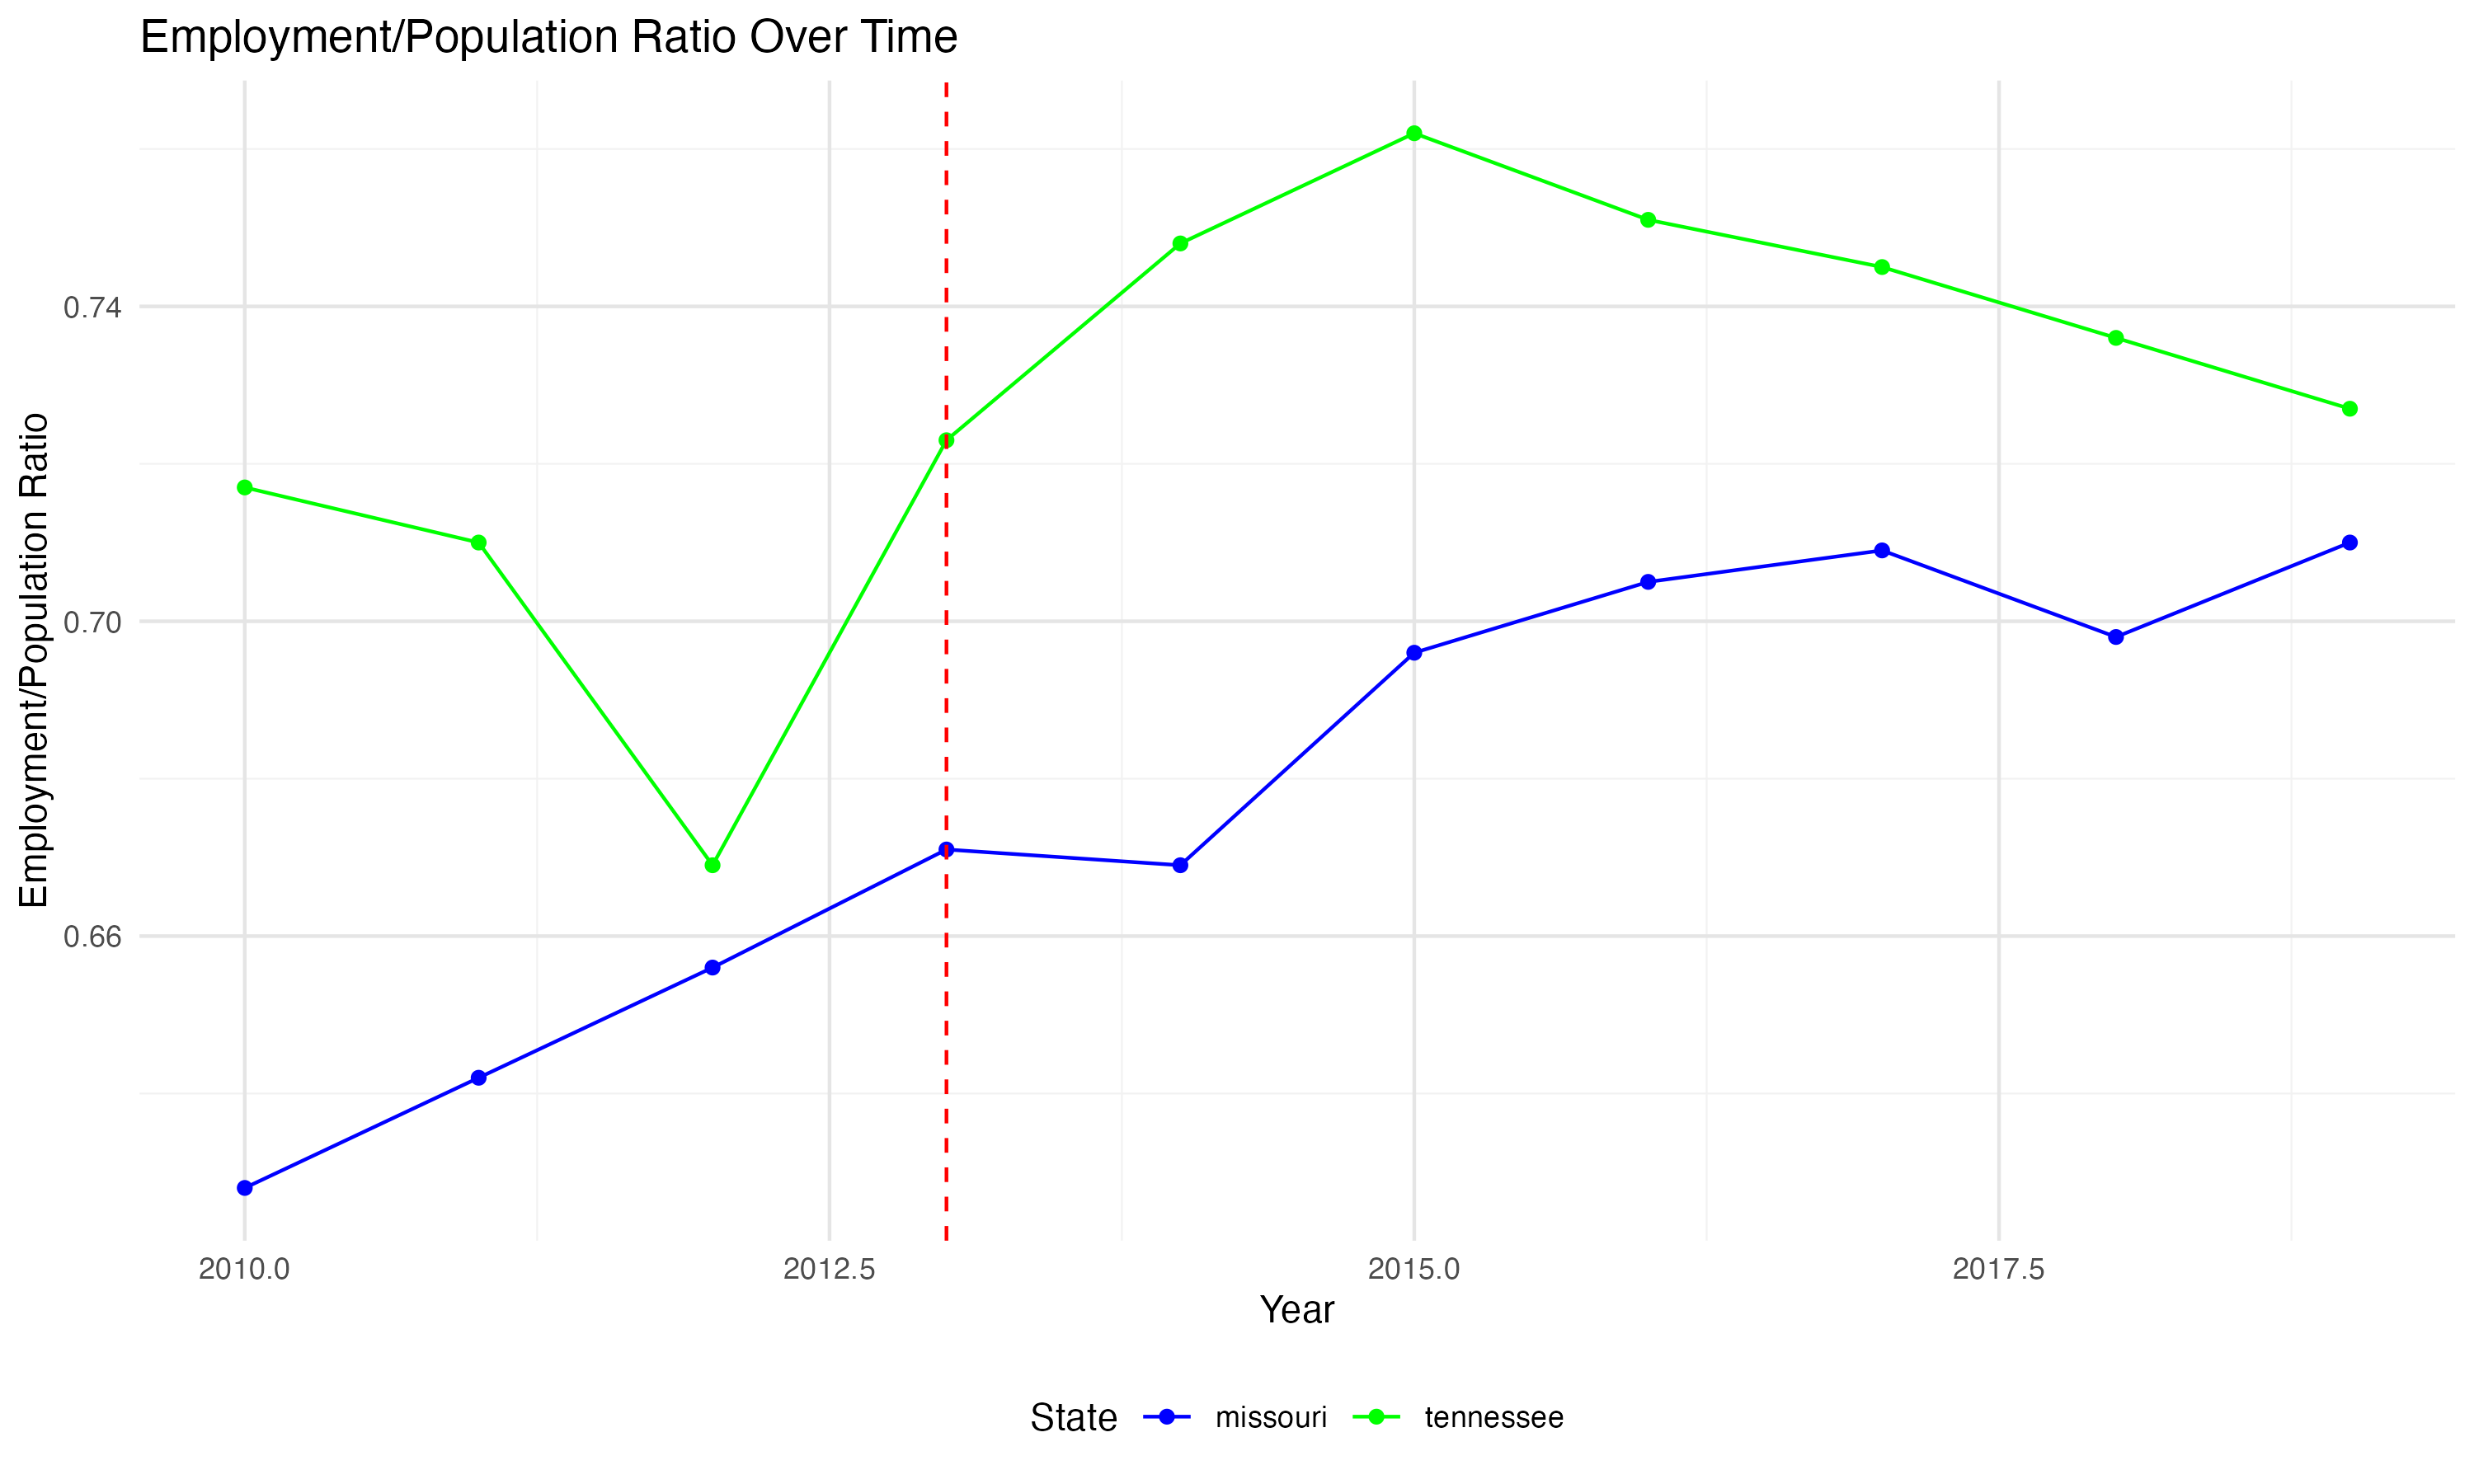 Employment/Population Ratio Over Time
Employment/Population Ratio
0.74
0.70
0.66
2010.0 2012.5 2015.0 2017.5
Year
State missouri tennessee